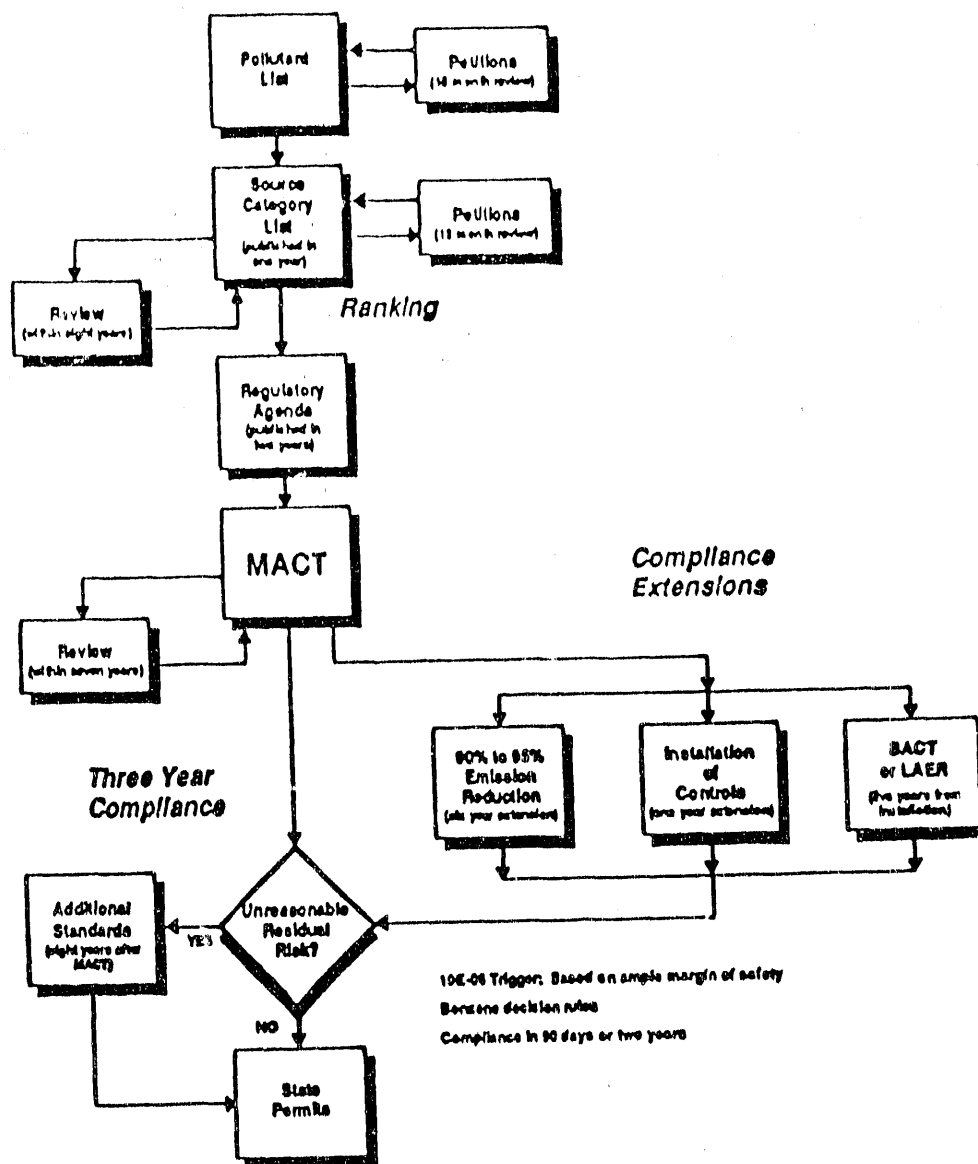 Pollutant
List
Petitions
(18 month review)
Source
Category
List
(published in
one year)
Petitions
(18 month review)
Review
(within eight years)
Ranking
Regulatory
Agenda
(published in
two years)
MACT
Compliance
Extensions
Review
(within seven years)
Three Year
Compliance
90% to 95%
Emission
Reduction
(six year extension)
Installation
of
Controls
(one year extension)
BACT
or LAER
(five years from
installation)
Additional
Standards
(eight years after
MACT)
YES
Unreasonable
Residual
Risk?
10E-06 Trigger: Based on ample margin of safety
Benzene decision rules
Compliance in 90 days or two years
NO
State
Permits